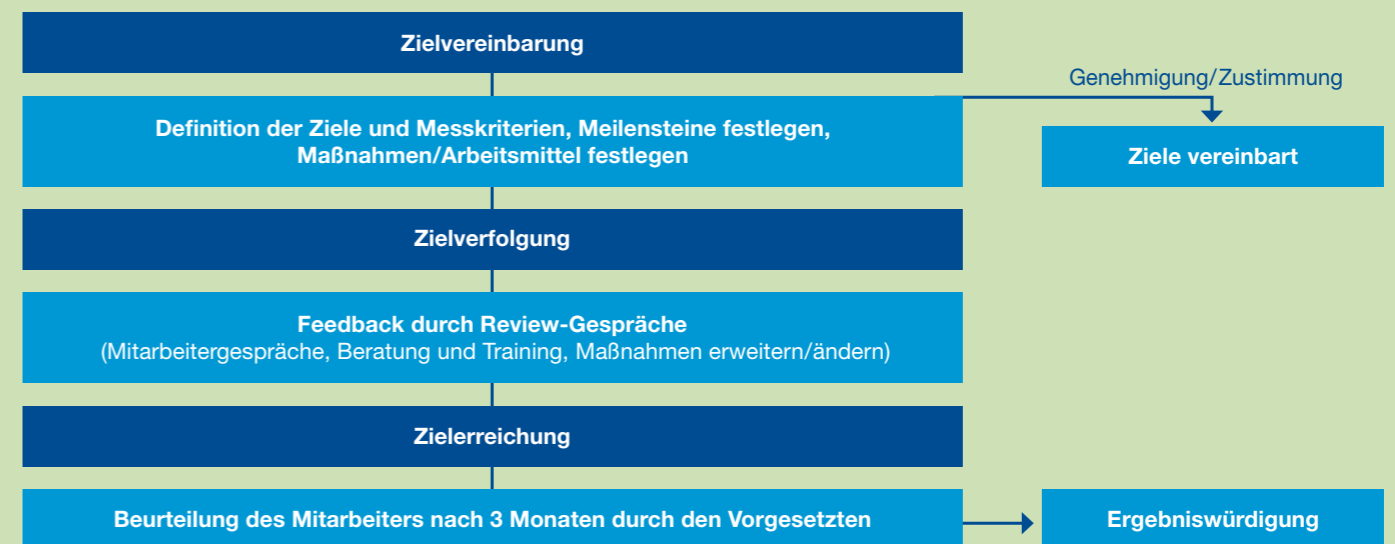 Zielvereinbarung
Genehmigung/Zustimmung
Definition der Ziele und Messkriterien, Meilensteine festlegen,
Maßnahmen/Arbeitsmittel festlegen
Ziele vereinbart
Zielverfolgung
Feedback durch Review-Gespräche
(Mitarbeitergespräche, Beratung und Training, Maßnahmen erweitern/ändern)
Zielerreichung
Beurteilung des Mitarbeiters nach 3 Monaten durch den Vorgesetzten
Ergebniswürdigung